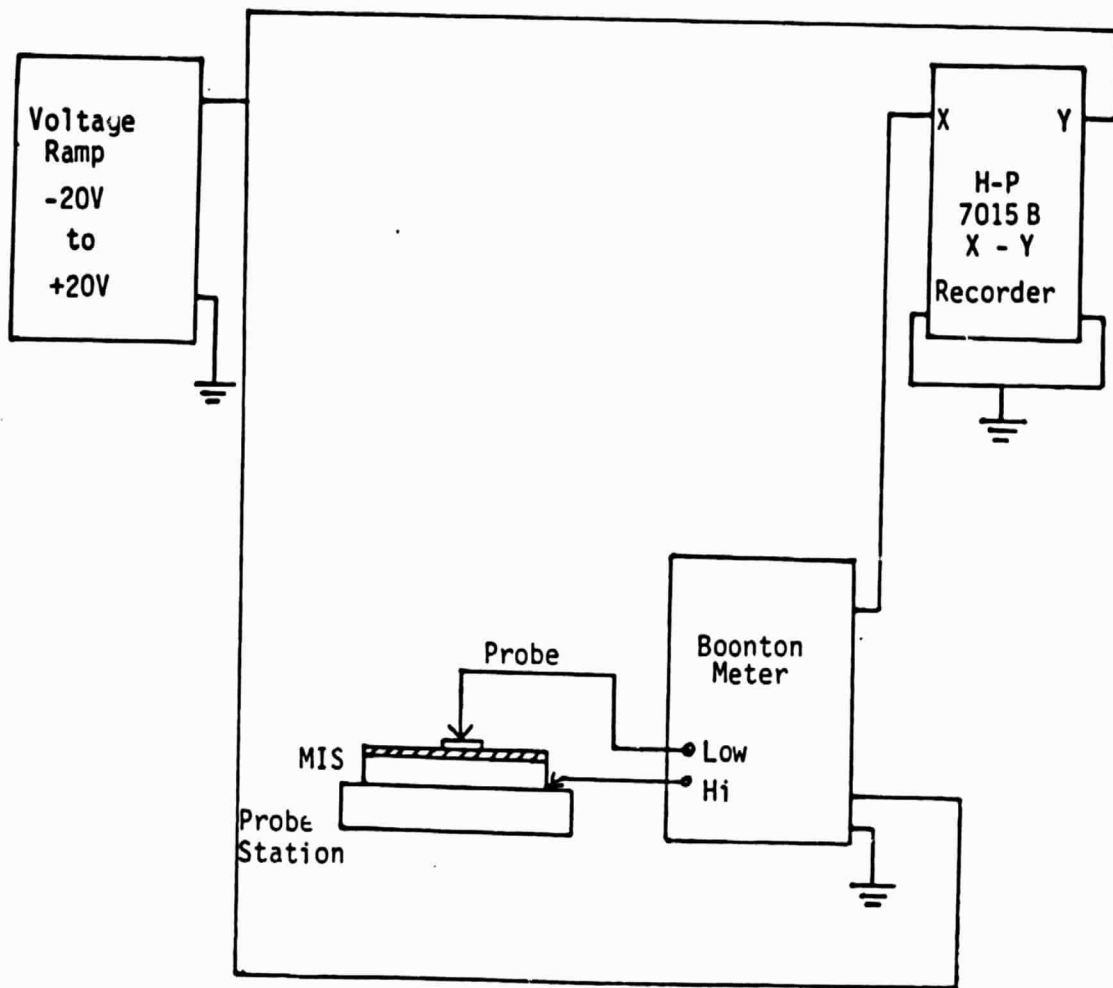 Voltage
Ramp
-20V
to
+20V
X Y
H-P
7015 B
X - Y
Recorder
Probe
Boonton
Meter
MIS
Low
Hi
Probe
Station